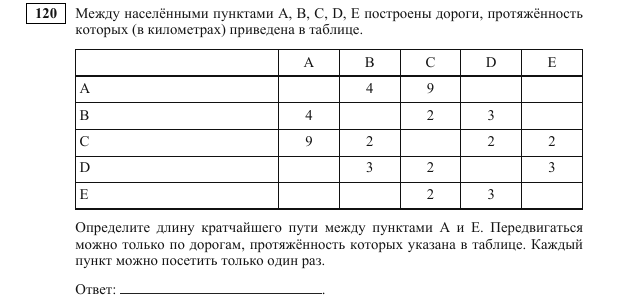 120 Между населёнными пунктами A, B, C, D, E построены дороги, протяжённость
которых (в километрах) приведена в таблице.
A B C D E
A 4 9
B 4 2 3
C 9 2 2 2
D 3 2 3
E 2 3
Определите длину кратчайшего пути между пунктами A и E. Передвигаться
можно только по дорогам, протяжённость которых указана в таблице. Каждый
пункт можно посетить только один раз.
Ответ: .